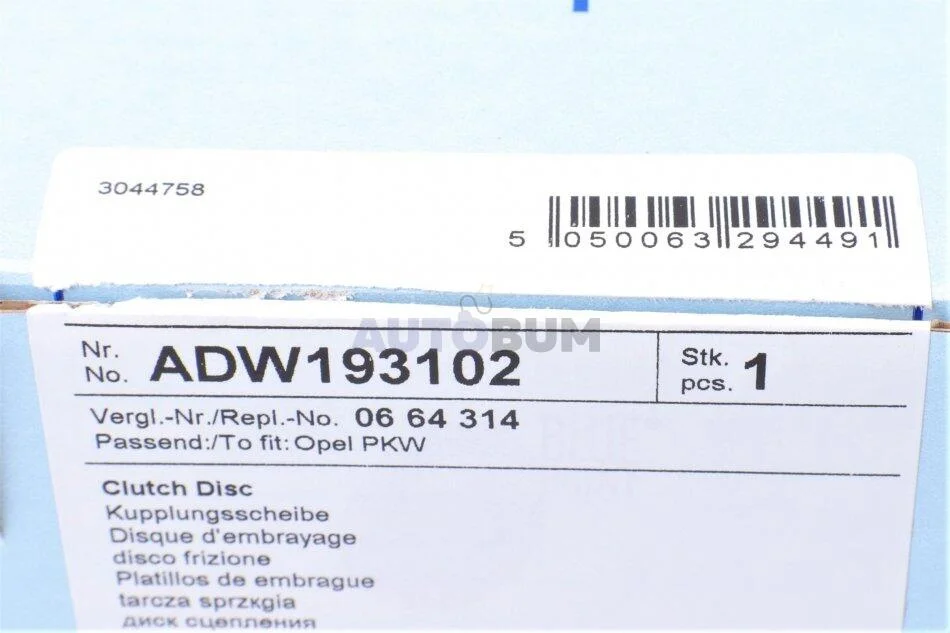 3044758
5 050063 294491
AUTOBUM
Nr.
No. ADW193102
Stk.
pcs. 1
Vergl.-Nr./Repl.-No. 06 64 314
Passend:/To fit: Opel PKW
Clutch Disc
Kupplungsscheibe
Disque d'embrayage
disco frizione
Platillos de embrague
tarcza sprzкgіa
диск сцепления